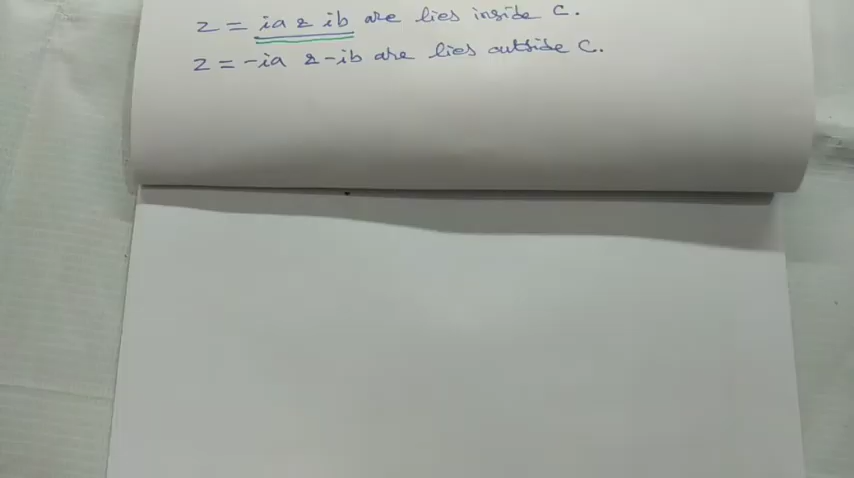 z = ia & ib are lies inside C.
z = -ia & -ib are lies outside C.